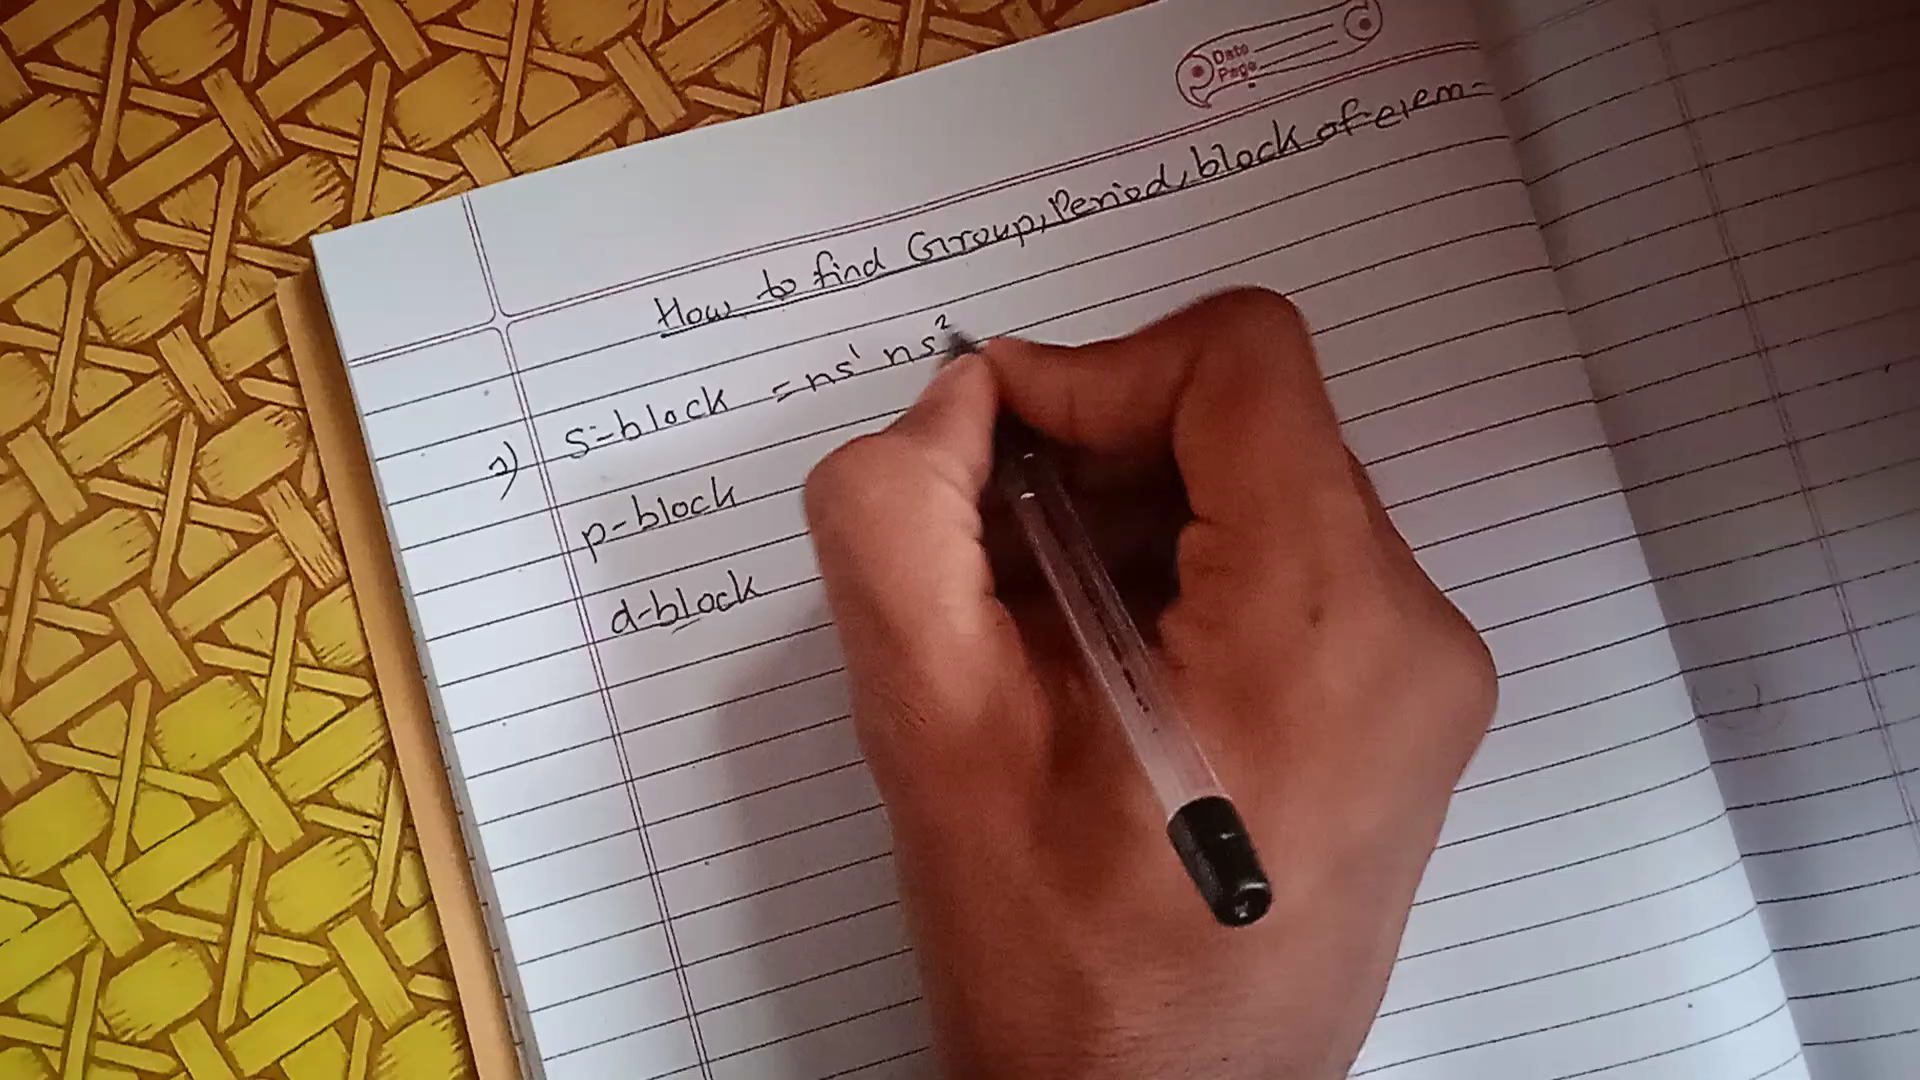 Date
Page
How to find Group, Period, block of elem-
1) S-block = ns¹ ns²
p-block
d-block